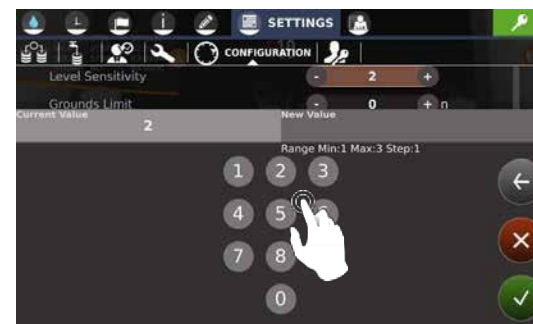 SETTINGS
CONFIGURATION
Level Sensitivity - 2 +
Grounds Limit - 0 + n
Current Value New Value
2
Range Min:1 Max:3 Step:1
1 2 3
4 5 6
7 8
0